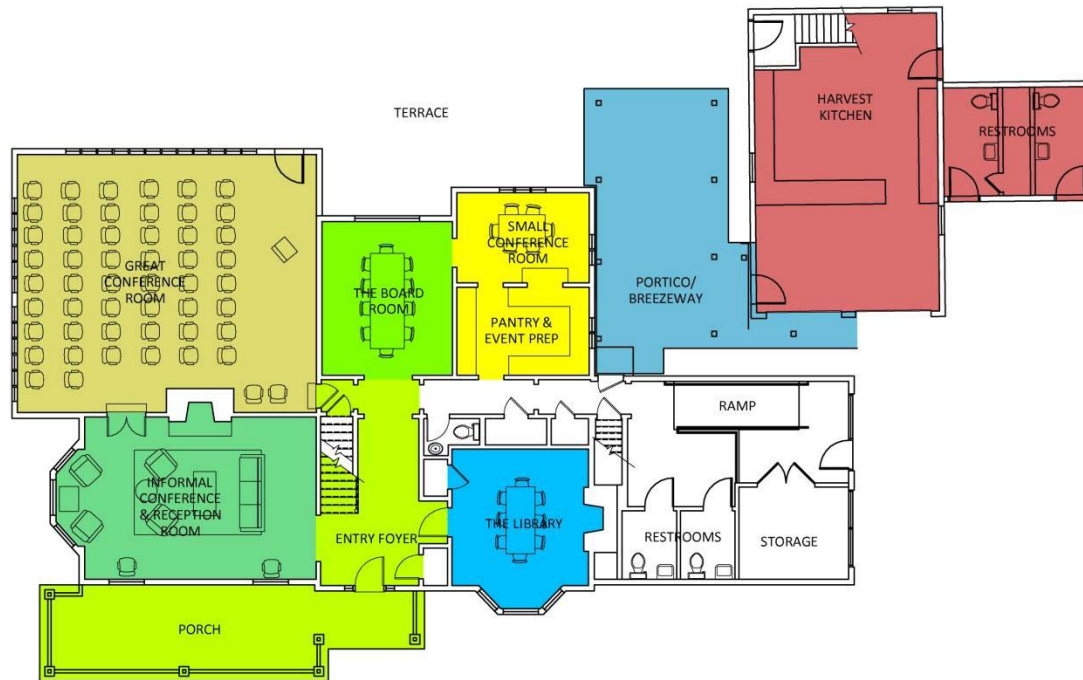 TERRACE
HARVEST
KITCHEN
RESTROOMS
SMALL
CONFERENCE
ROOM
GREAT
CONFERENCE
ROOM
THE BOARD
ROOM
PORTICO/
BREEZEWAY
PANTRY &
EVENT PREP
RAMP
INFORMAL
CONFERENCE
& RECEPTION
ROOM
ENTRY FOYER
THE LIBRARY
RESTROOMS
STORAGE
PORCH